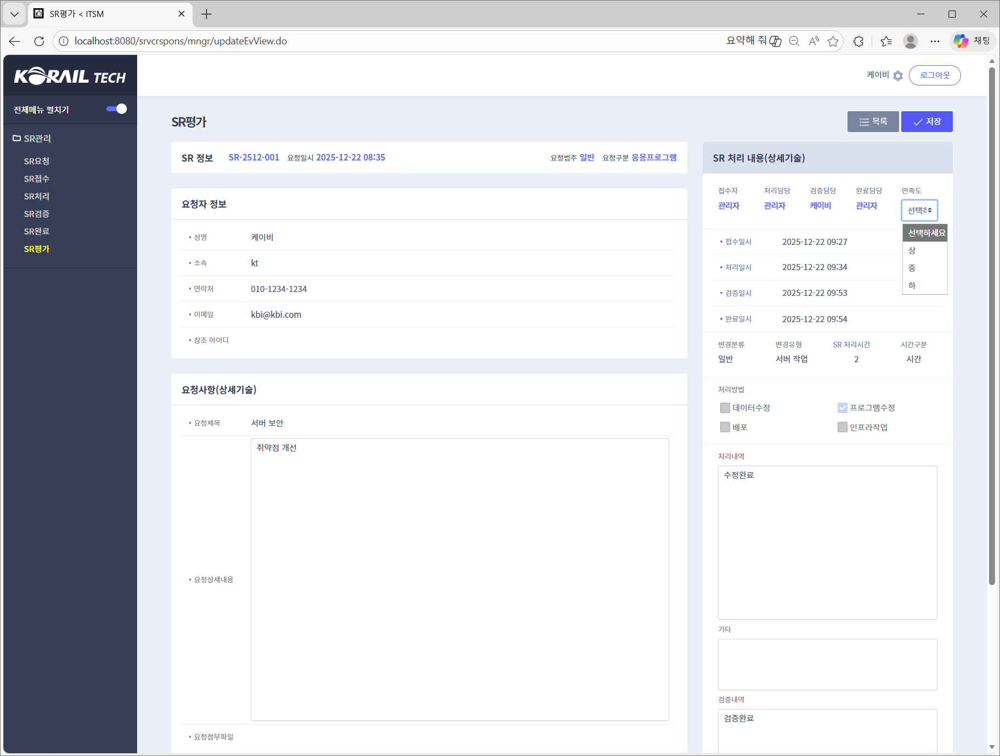 SR평가 < ITSM
localhost:8080/srvcrspons/mngr/updateEvView.do
요약해 줘
채팅
KORAIL TECH
케이비
로그아웃
전체메뉴 펼치기
SR관리
SR요청
SR접수
SR처리
SR검증
SR완료
SR평가
SR평가
목록
저장
SR 정보 SR-2512-001 요청일시 2025-12-22 08:35 요청범주 일반 요청구분 응용프로그램
요청자 정보
성명 케이비
소속 kt
연락처 010-1234-1234
이메일 kbi@kbi.com
참조 아이디
요청사항(상세기술)
요청제목 서버 보안
요청상세내용
취약점 개선
요청첨부파일
SR 처리 내용(상세기술)
접수자 처리담당 검증담당 완료담당 만족도
관리자 관리자 케이비 관리자
선택하세요
상
중
하
접수일시 2025-12-22 09:27
처리일시 2025-12-22 09:34
검증일시 2025-12-22 09:53
완료일시 2025-12-22 09:54
변경분류 변경유형 SR 처리시간 시간구분
일반 서버 작업 2 시간
처리방법
데이터수정 프로그램수정
배포 인프라작업
처리내역
수정완료
기타
검증내역
검증완료